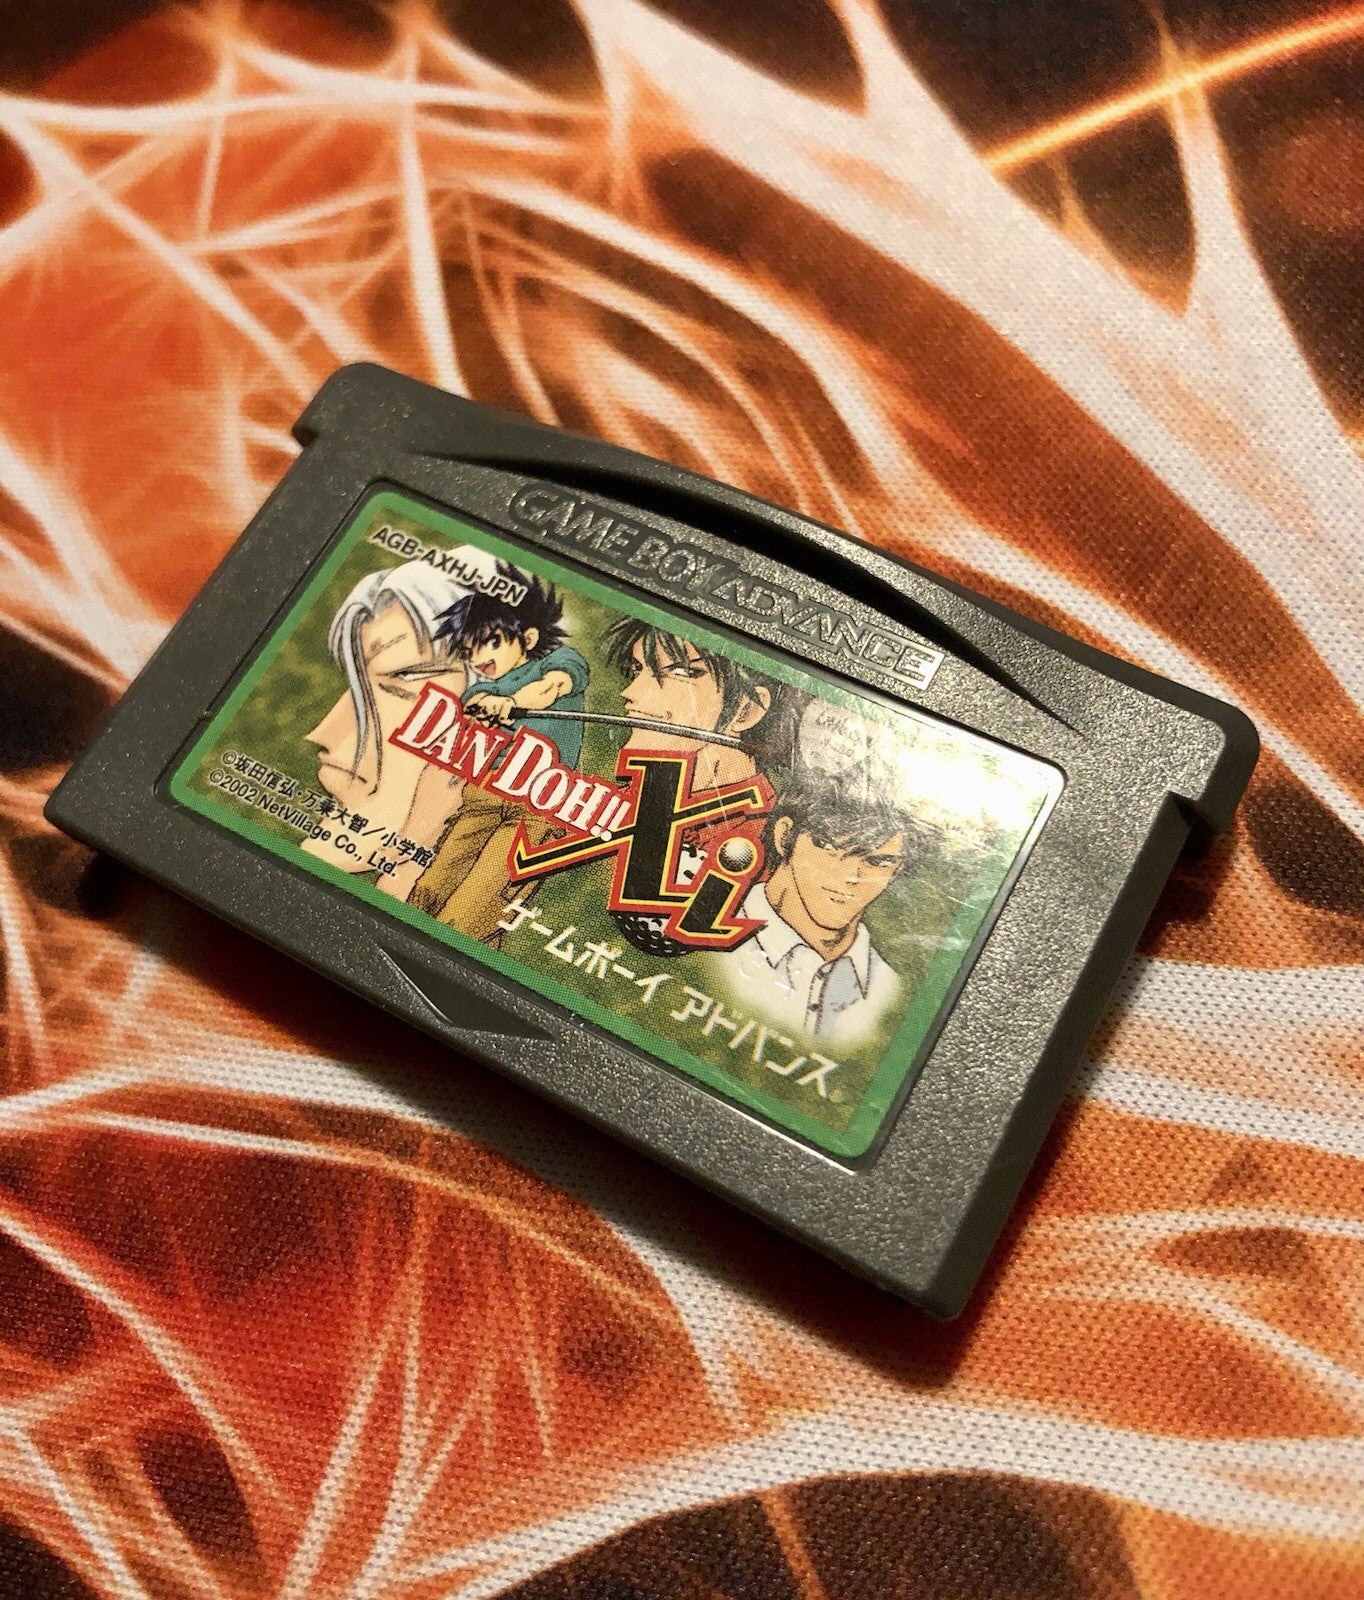 GAME BOY ADVANCE
AGB-AXHJ-JPN
ダンドー
DAN DOH!!
Xi
©坂田信弘・万乗大智／小学館
©2002 NetVillage Co., Ltd.
ゲームボーイ アドバンス